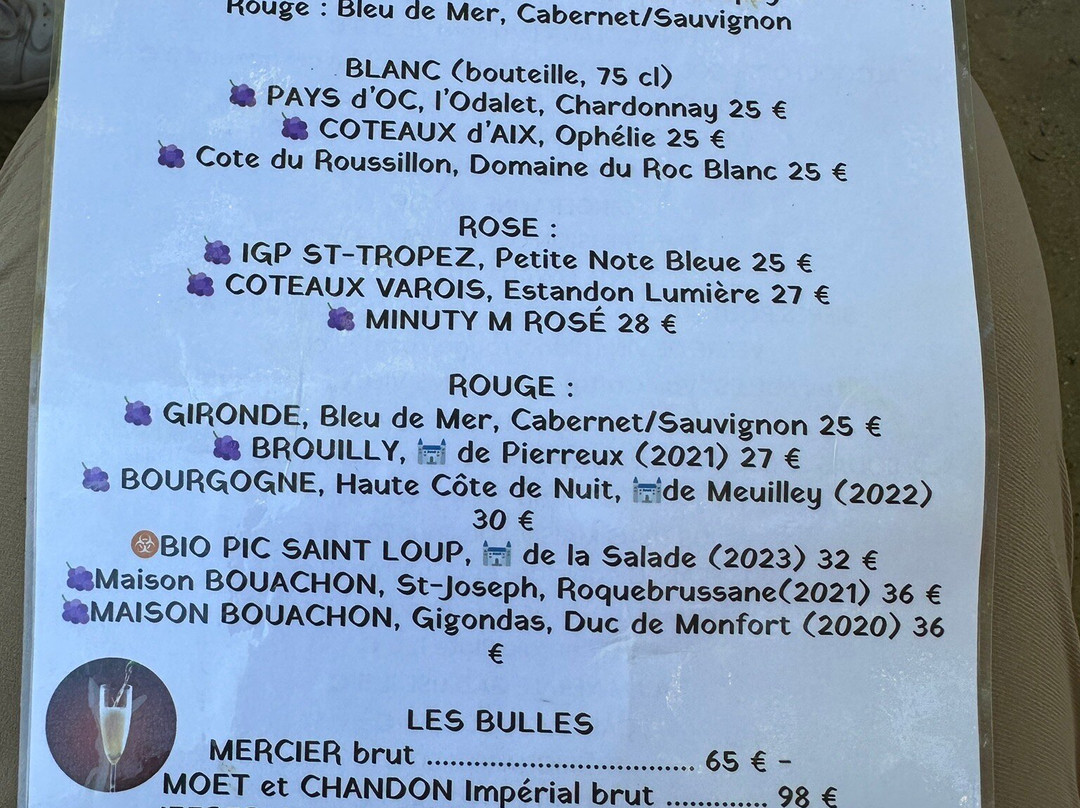 Rouge : Bleu de Mer, Cabernet/Sauvignon
BLANC (bouteille, 75 cl)
PAYS d'OC, l'Odalet, Chardonnay 25 €
COTEAUX d'AIX, Ophélie 25 €
Cote du Roussillon, Domaine du Roc Blanc 25 €
ROSE :
IGP ST-TROPEZ, Petite Note Bleue 25 €
COTEAUX VAROIS, Estandon Lumière 27 €
MINUTY M ROSÉ 28 €
ROUGE :
GIRONDE, Bleu de Mer, Cabernet/Sauvignon 25 €
BROUILLY, 🏰 de Pierreux (2021) 27 €
BOURGOGNE, Haute Côte de Nuit, 🏰de Meuilley (2022)
30 €
BIO PIC SAINT LOUP, 🏰 de la Salade (2023) 32 €
Maison BOUACHON, St-Joseph, Roquebrussane(2021) 36 €
MAISON BOUACHON, Gigondas, Duc de Monfort (2020) 36
€
LES BULLES
MERCIER brut ................................. 65 € -
MOET et CHANDON Impérial brut ............ 98 €